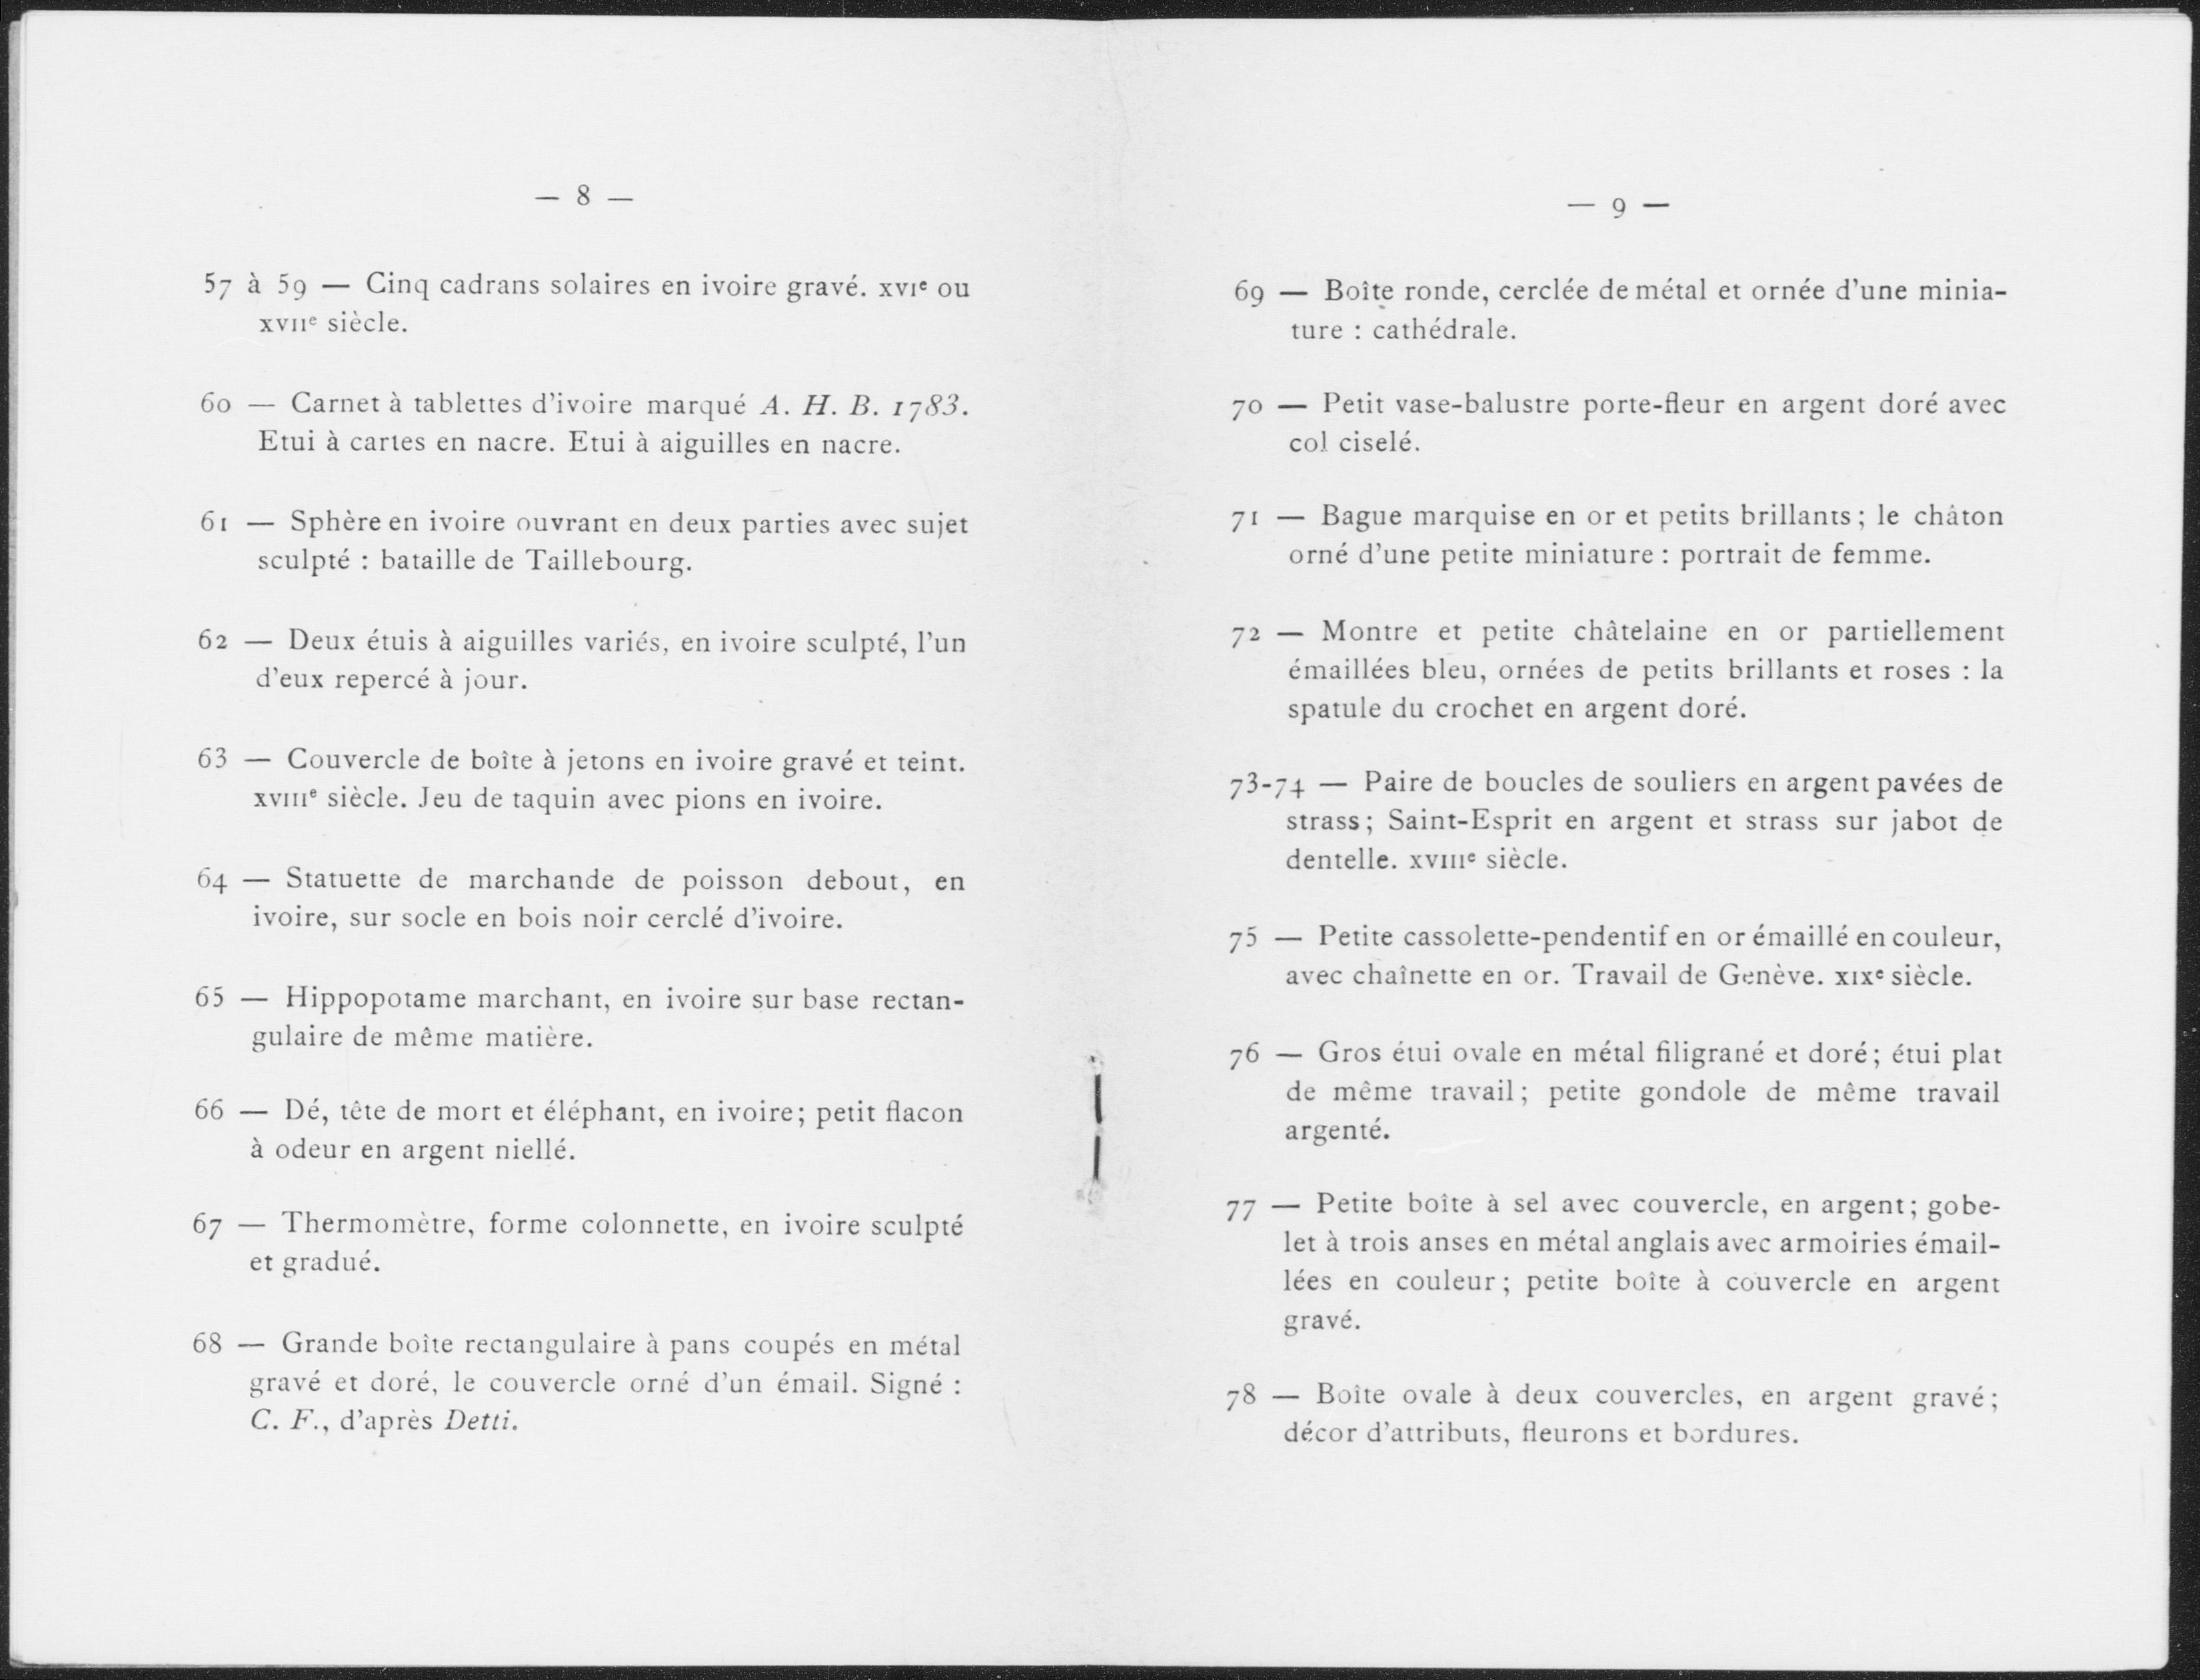 — 8 —
57 à 59 — Cinq cadrans solaires en ivoire gravé. XVIe ou
XVIIe siècle.
60 — Carnet à tablettes d'ivoire marqué A. H. B. 1783.
Etui à cartes en nacre. Etui à aiguilles en nacre.
61 — Sphère en ivoire ouvrant en deux parties avec sujet
sculpté : bataille de Taillebourg.
62 — Deux étuis à aiguilles variés, en ivoire sculpté, l'un
d'eux repercé à jour.
63 — Couvercle de boîte à jetons en ivoire gravé et teint.
XVIIIe siècle. Jeu de taquin avec pions en ivoire.
64 — Statuette de marchande de poisson debout, en
ivoire, sur socle en bois noir cerclé d'ivoire.
65 — Hippopotame marchant, en ivoire sur base rectan-
gulaire de même matière.
66 — Dé, tête de mort et éléphant, en ivoire; petit flacon
à odeur en argent niellé.
67 — Thermomètre, forme colonnette, en ivoire sculpté
et gradué.
68 — Grande boîte rectangulaire à pans coupés en métal
gravé et doré, le couvercle orné d'un émail. Signé :
C. F., d'après Detti.
— 9 —
69 — Boîte ronde, cerclée de métal et ornée d'une minia-
ture : cathédrale.
70 — Petit vase-balustre porte-fleur en argent doré avec
col ciselé.
71 — Bague marquise en or et petits brillants; le châton
orné d'une petite miniature : portrait de femme.
72 — Montre et petite châtelaine en or partiellement
émaillées bleu, ornées de petits brillants et roses : la
spatule du crochet en argent doré.
73-74 — Paire de boucles de souliers en argent pavées de
strass; Saint-Esprit en argent et strass sur jabot de
dentelle. XVIIIe siècle.
75 — Petite cassolette-pendentif en or émaillé en couleur,
avec chaînette en or. Travail de Genève. XIXe siècle.
76 — Gros étui ovale en métal filigrané et doré; étui plat
de même travail; petite gondole de même travail
argenté.
77 — Petite boîte à sel avec couvercle, en argent; gobe-
let à trois anses en métal anglais avec armoiries émail-
lées en couleur; petite boîte à couvercle en argent
gravé.
78 — Boîte ovale à deux couvercles, en argent gravé;
décor d'attributs, fleurons et bordures.